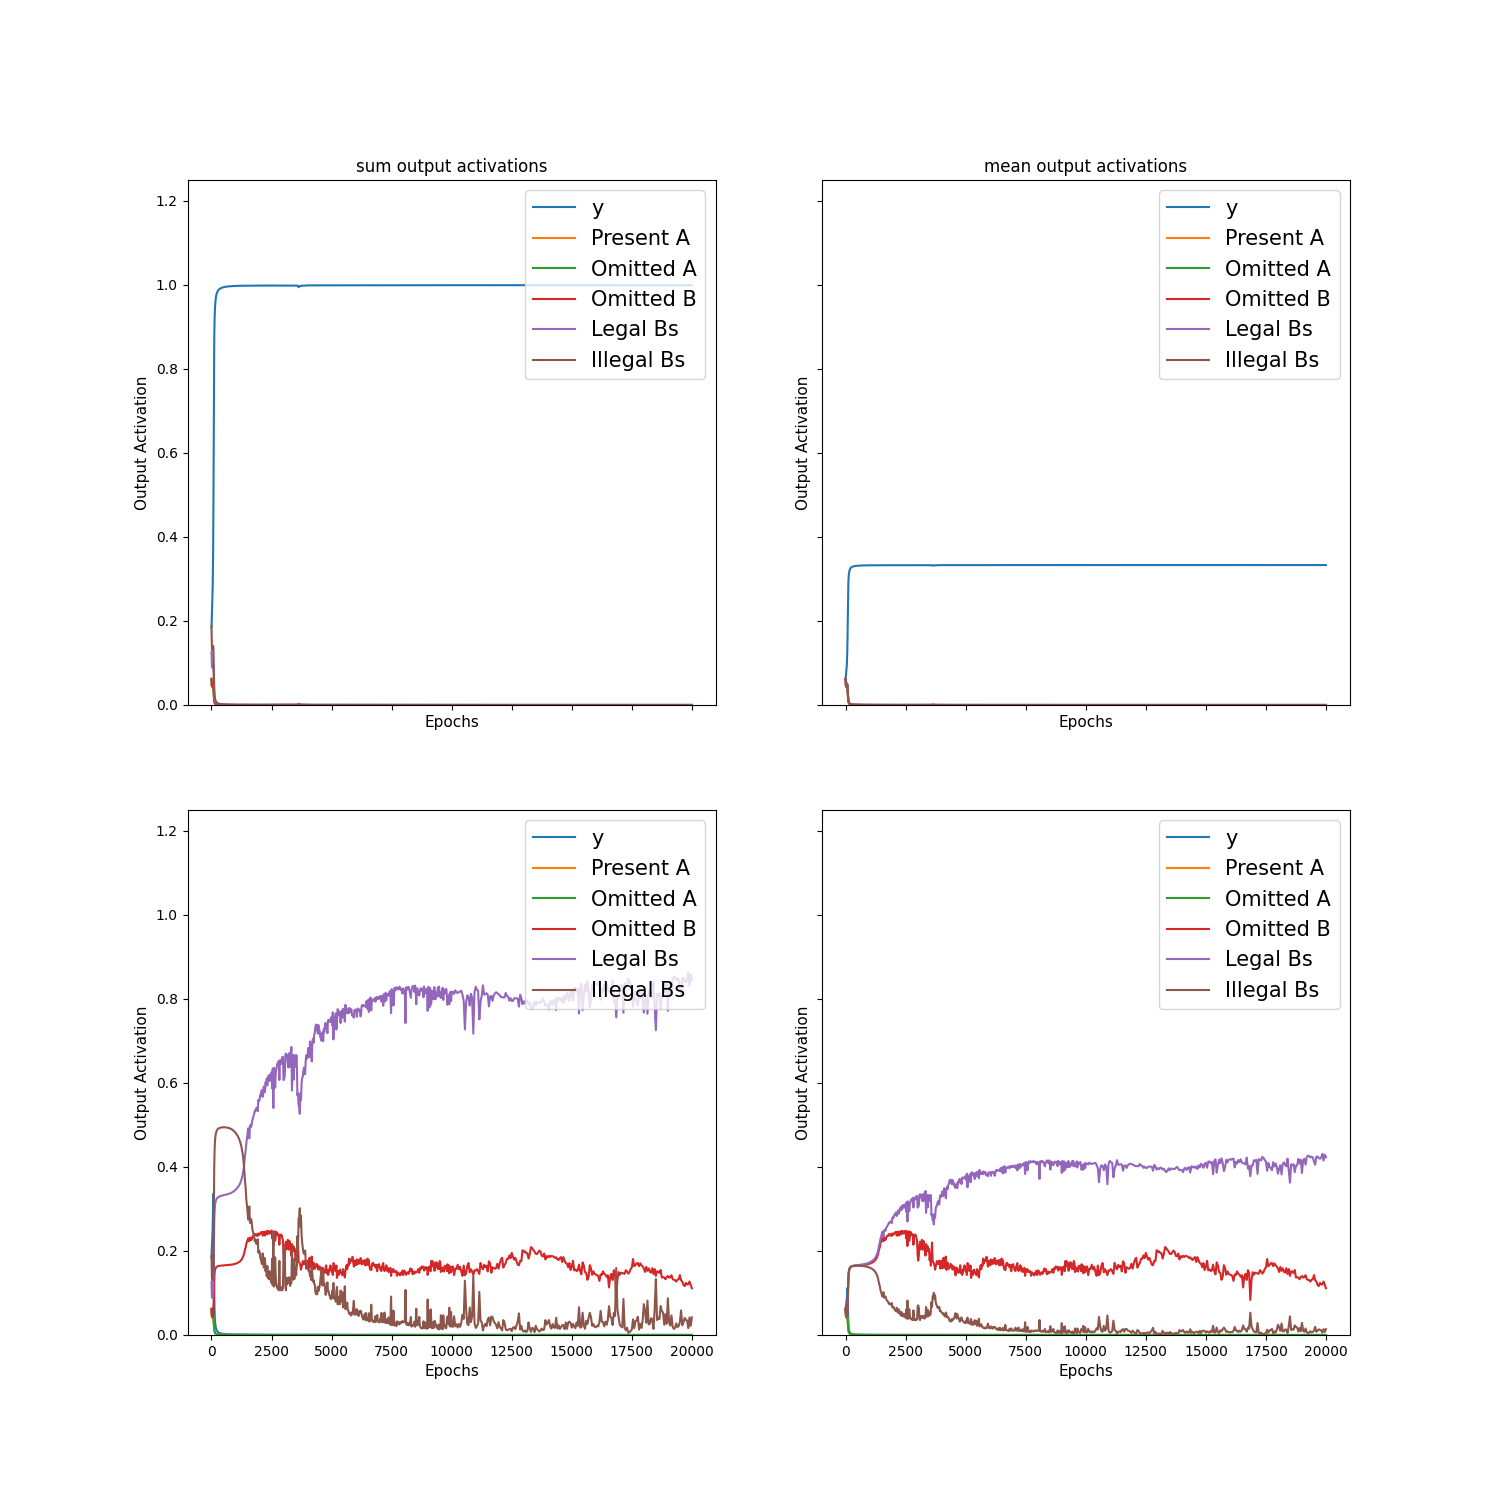 sum output activations
1.2
1.0
0.8
0.6
0.4
0.2
0.0
Output Activation
Epochs
y
Present A
Omitted A
Omitted B
Legal Bs
Illegal Bs
mean output activations
Output Activation
Epochs
y
Present A
Omitted A
Omitted B
Legal Bs
Illegal Bs
1.2
1.0
0.8
0.6
0.4
0.2
0.0
Output Activation
0 2500 5000 7500 10000 12500 15000 17500 20000
Epochs
y
Present A
Omitted A
Omitted B
Legal Bs
Illegal Bs
Output Activation
0 2500 5000 7500 10000 12500 15000 17500 20000
Epochs
y
Present A
Omitted A
Omitted B
Legal Bs
Illegal Bs